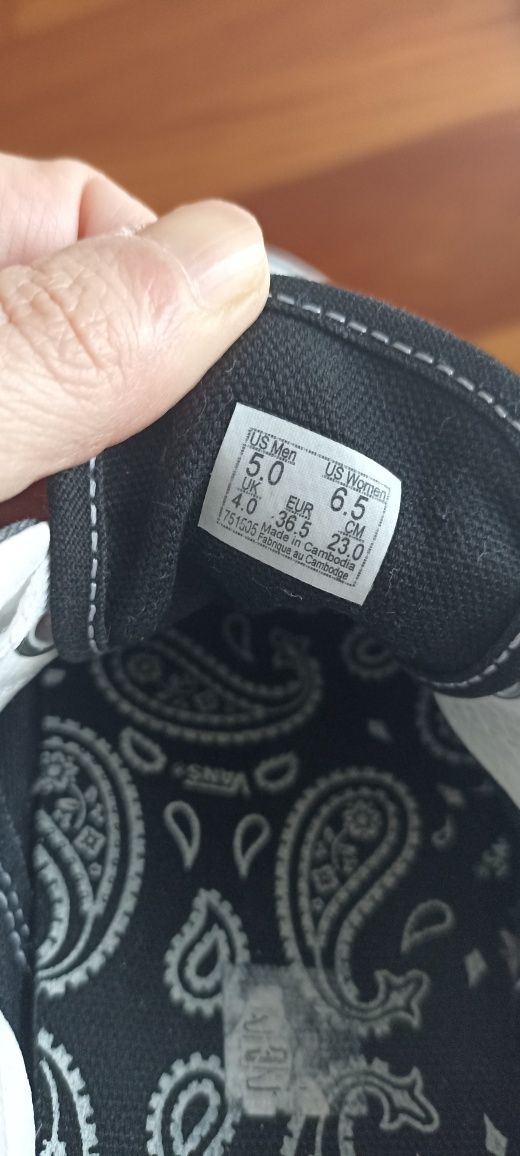 US Men US Women
5.0 6.5
UK EUR CM
4.0 36.5 23.0
751505 Made in Cambodia
Fabrique au Cambodge
VANS